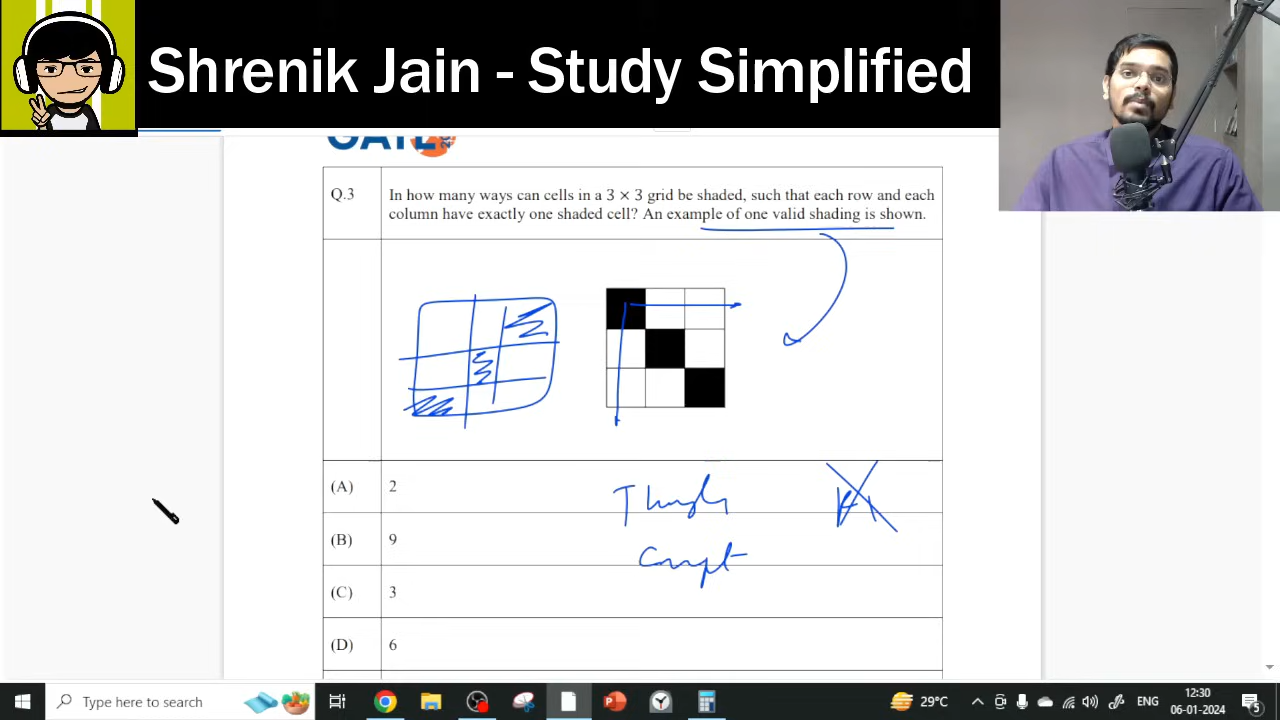 Shrenik Jain - Study Simplified
GATE
Q.3
In how many ways can cells in a 3 × 3 grid be shaded, such that each row and each
column have exactly one shaded cell? An example of one valid shading is shown.
(A) 2
(B) 9
(C) 3
(D) 6
Type here to search
29°C
ENG
12:30
06-01-2024
5